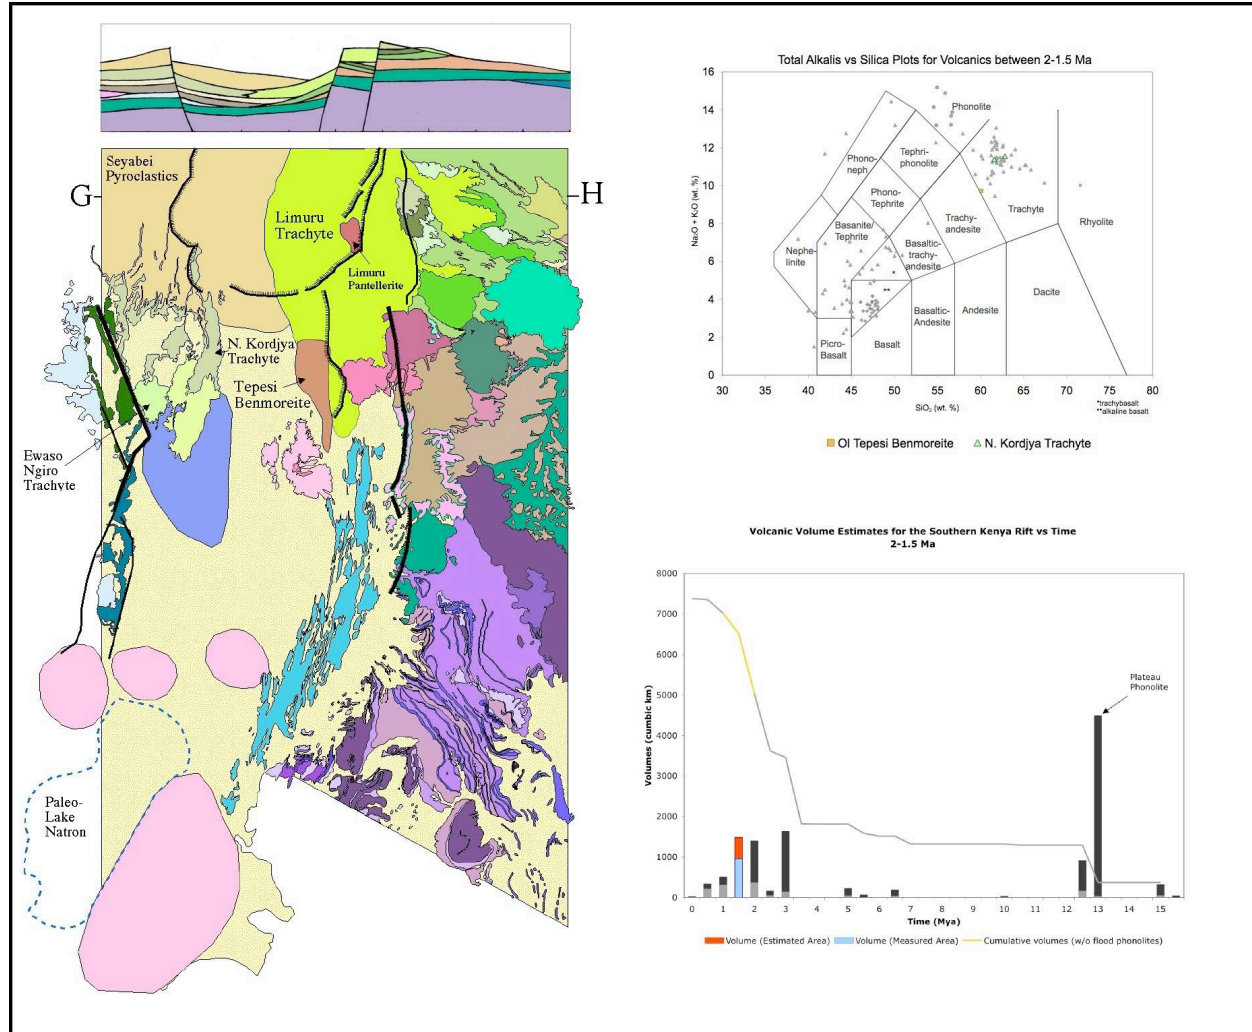 Seyabei
Pyroclastics
G
H
Limuru
Trachyte
Limuru
Pantellerite
N. Kordjya
Trachyte
Tepesi
Benmoreite
Ewaso
Ngiro
Trachyte
Paleo-
Lake
Natron
Total Alkalis vs Silica Plots for Volcanics between 2-1.5 Ma
Na₂O + K₂O (wt. %)
16
14
12
10
8
6
4
2
0
Phonolite
Tephri-
phonolite
Phono-
neph.
Phono-
Tephrite
Trachyte
Trachy-
andesite
Rhyolite
Basanite/
Tephrite
Basaltic-
trachy-
andesite
Nephe-
linite
Dacite
Basaltic-
Andesite
Andesite
Picro-
Basalt
Basalt
*
**
30 35 40 45 50 55 60 65 70 75 80
SiO₂ (wt. %)
*trachybasalt
**alkaline basalt
Ol Tepesi Benmoreite
N. Kordjya Trachyte
Volcanic Volume Estimates for the Southern Kenya Rift vs Time
2-1.5 Ma
Volumes (cumbic km)
8000
7000
6000
5000
4000
3000
2000
1000
0
Plateau
Phonolite
0 1 2 3 4 5 6 7 8 9 10 12 12 13 14 15
Time (Mya)
Volume (Estimated Area) Volume (Measured Area) Cumulative volumes (w/o flood phonolites)